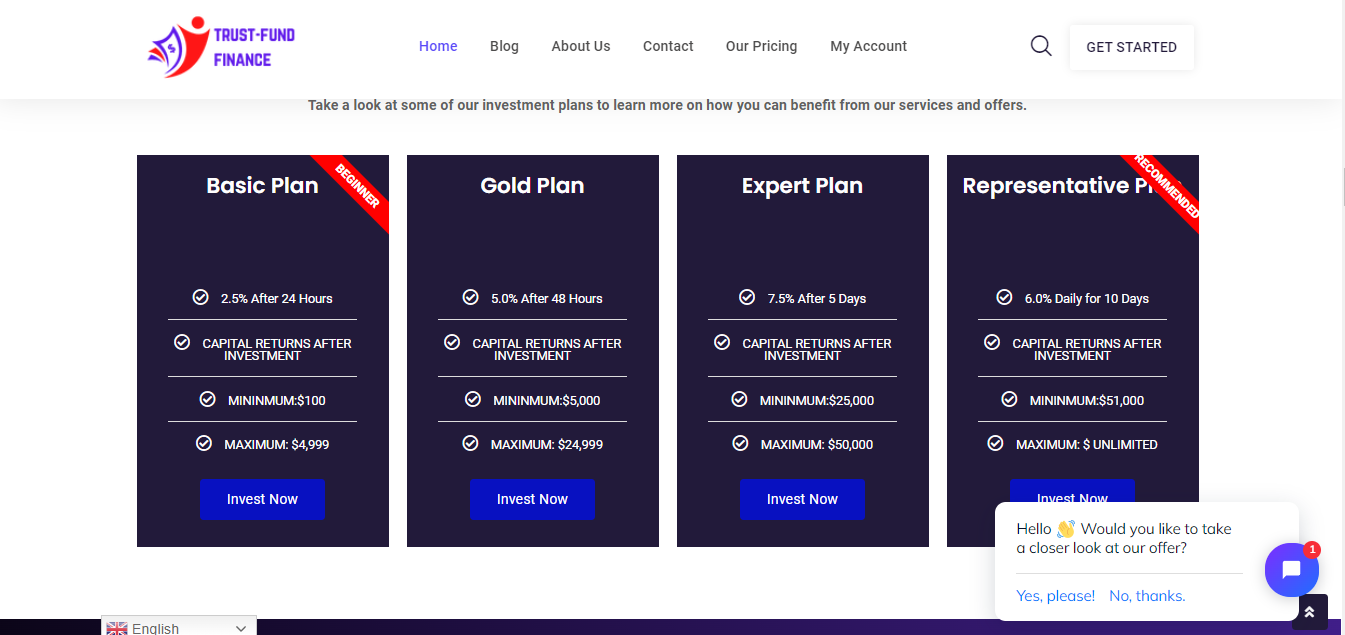 TRUST-FUND
FINANCE
Home Blog About Us Contact Our Pricing My Account
GET STARTED
Take a look at some of our investment plans to learn more on how you can benefit from our services and offers.
BEGINNER
Basic Plan
2.5% After 24 Hours
CAPITAL RETURNS AFTER
INVESTMENT
MININMUM:$100
MAXIMUM: $4,999
Invest Now
Gold Plan
5.0% After 48 Hours
CAPITAL RETURNS AFTER
INVESTMENT
MININMUM:$5,000
MAXIMUM: $24,999
Invest Now
Expert Plan
7.5% After 5 Days
CAPITAL RETURNS AFTER
INVESTMENT
MININMUM:$25,000
MAXIMUM: $50,000
Invest Now
RECOMMENDED
Representative Plan
6.0% Daily for 10 Days
CAPITAL RETURNS AFTER
INVESTMENT
MININMUM:$51,000
MAXIMUM: $ UNLIMITED
Invest Now
Hello 👋 Would you like to take
a closer look at our offer?
Yes, please! No, thanks.
1
English